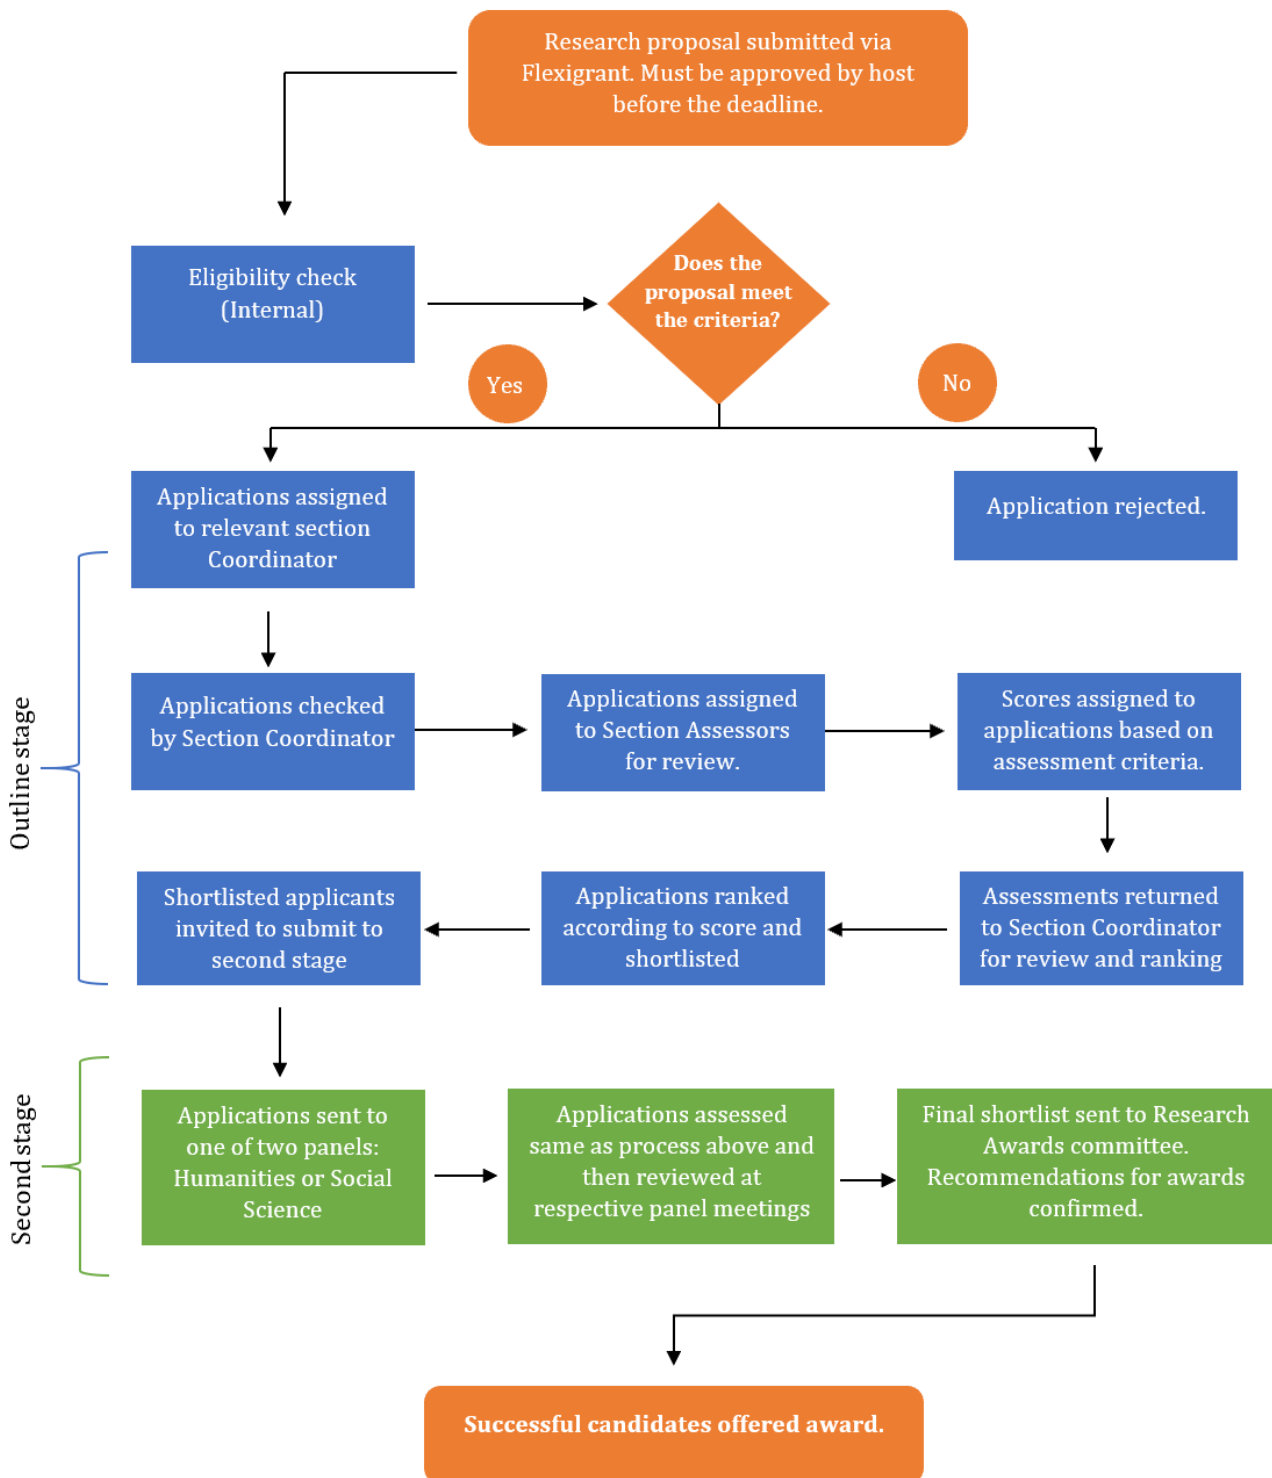 Research proposal submitted via
Flexigrant. Must be approved by host
before the deadline.
Eligibility check
(Internal)
Does the
proposal meet
the criteria?
Yes
No
Applications assigned
to relevant section
Coordinator
Application rejected.
Outline stage
Applications checked
by Section Coordinator
Applications assigned
to Section Assessors
for review.
Scores assigned to
applications based on
assessment criteria.
Assessments returned
to Section Coordinator
for review and ranking
Applications ranked
according to score and
shortlisted
Shortlisted applicants
invited to submit to
second stage
Second stage
Applications sent to
one of two panels:
Humanities or Social
Science
Applications assessed
same as process above and
then reviewed at
respective panel meetings
Final shortlist sent to Research
Awards committee.
Recommendations for awards
confirmed.
Successful candidates offered award.